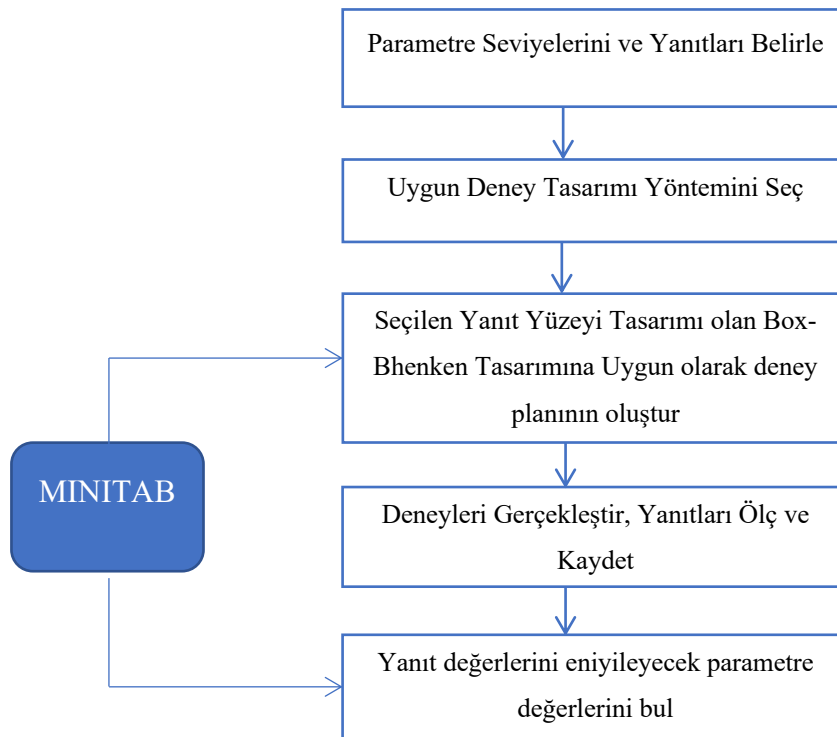 Parametre Seviyelerini ve Yanıtları Belirle
Uygun Deney Tasarımı Yöntemini Seç
Seçilen Yanıt Yüzeyi Tasarımı olan Box-
Bhenken Tasarımına Uygun olarak deney
planının oluştur
MINITAB
Deneyleri Gerçekleştir, Yanıtları Ölç ve
Kaydet
Yanıt değerlerini eniyileyecek parametre
değerlerini bul